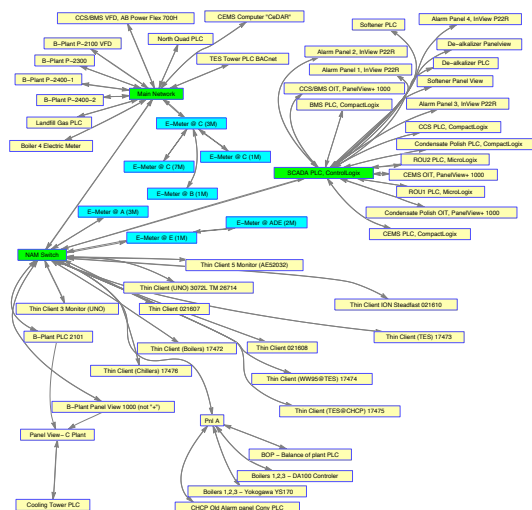 CCS/BMS VFD, AB Power Flex 700H
CEMS Computer "CeDAR"
Softener PLC
Alarm Panel 4, InView P22R
B-Plant P-2100 VFD
North Quad PLC
De-alkalizer Panelview
Alarm Panel 2, InView P22R
B-Plant P-2300
TES Tower PLC BACnet
De-alkalizer PLC
Alarm Panel 1, InView P22R
B-Plant P-2400-1
Softener Panel View
CCS/BMS OIT, PanelView+ 1000
Main Network
B-Plant P-2400-2
BMS PLC, CompactLogix
Alarm Panel 3, InView P22R
Landfill Gas PLC
E-Meter @ C (3M)
CCS PLC, CompactLogix
Boiler 4 Electric Meter
Condensate Polish PLC, CompactLogix
E-Meter @ C (1M)
ROU2 PLC, MicroLogix
E-Meter @ C (7M)
SCADA PLC, ControlLogix
CEMS OIT, PanelView+ 1000
E-Meter @ B (1M)
ROU1 PLC, MicroLogix
E-Meter @ A (3M)
Condensate Polish OIT, PanelView+ 1000
E-Meter @ ADE (2M)
E-Meter @ E (1M)
CEMS PLC, CompactLogix
NAM Switch
Thin Client 5 Monitor (AE52032)
Thin Client (UNO) 3072L TM 26714
Thin Client 3 Monitor (UNO)
Thin Client 021607
Thin Client ION Steadfast 021610
B-Plant PLC 2101
Thin Client (TES) 17473
Thin Client (Boilers) 17472
Thin Client 021608
Thin Client (Chillers) 17476
Thin Client (WW95@TES) 17474
B-Plant Panel View 1000 (not "+")
Thin Client (TES@CHCP) 17475
Pnl A
Panel View- C Plant
BOP - Balance of plant PLC
Boilers 1,2,3 - DA100 Controler
Boilers 1,2,3 - Yokogawa YS170
Cooling Tower PLC
CHCP Old Alarm panel Conv PLC